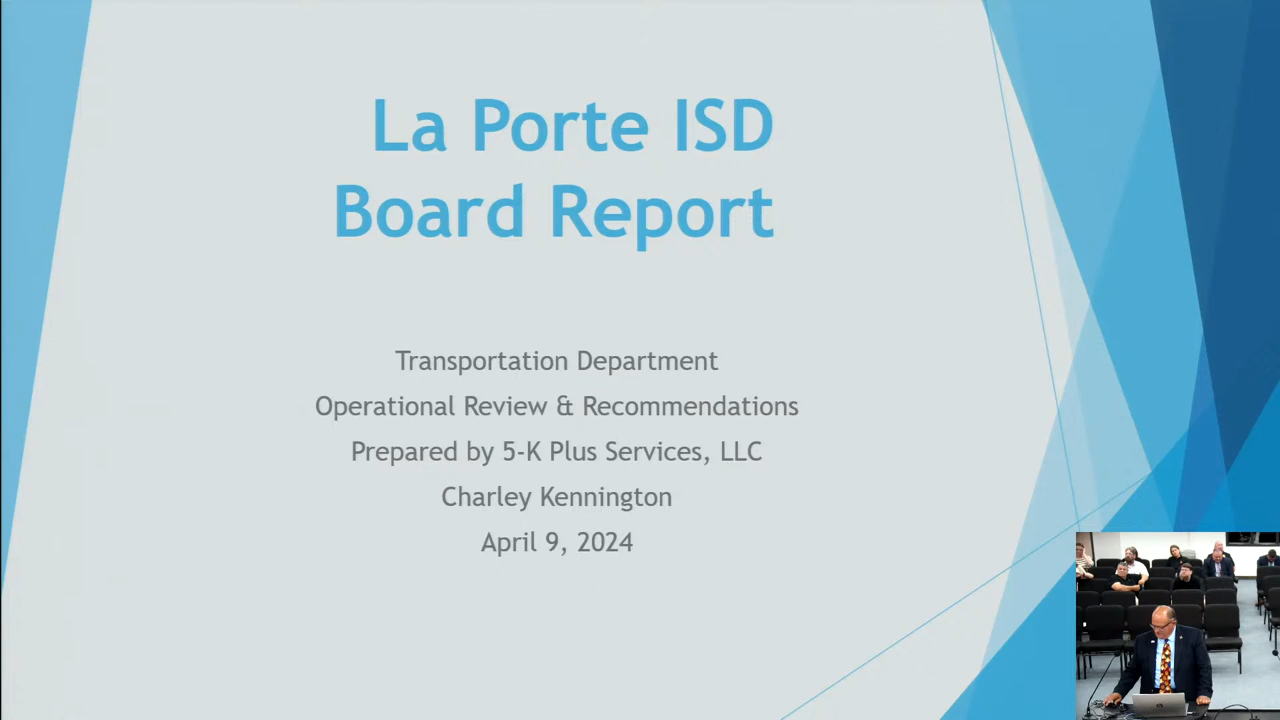 La Porte ISD
Board Report
Transportation Department
Operational Review & Recommendations
Prepared by 5-K Plus Services, LLC
Charley Kennington
April 9, 2024